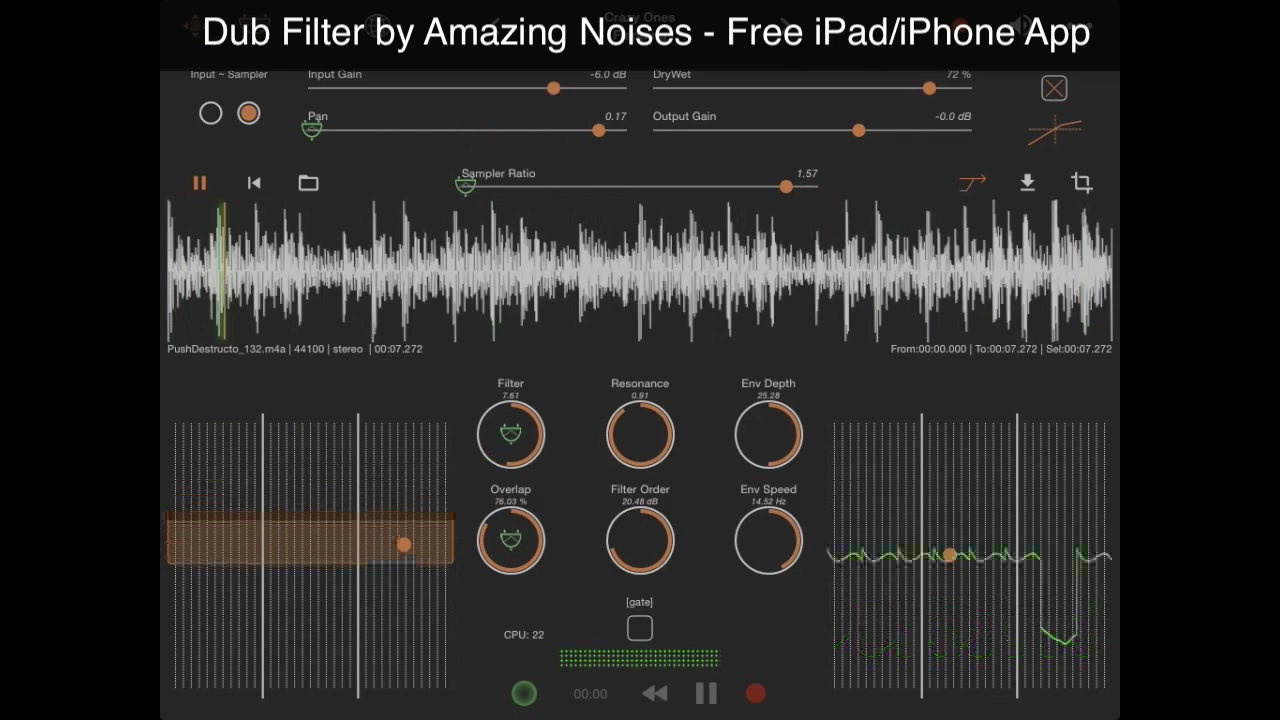 Crazy Ones
Dub Filter by Amazing Noises - Free iPad/iPhone App
Input ~ Sampler
Input Gain -6.0 dB
DryWet 72 %
Pan 0.17
Output Gain -0.0 dB
Sampler Ratio 1.57
PushDestructo_132.m4a | 44100 | stereo | 00:07.272
From:00:00.000 | To:00:07.272 | Sel:00:07.272
Filter Resonance Env Depth
7.61 0.91 25.28
Overlap Filter Order Env Speed
76.03 % 20.48 dB 14.52 Hz
[gate]
CPU: 22
00:00